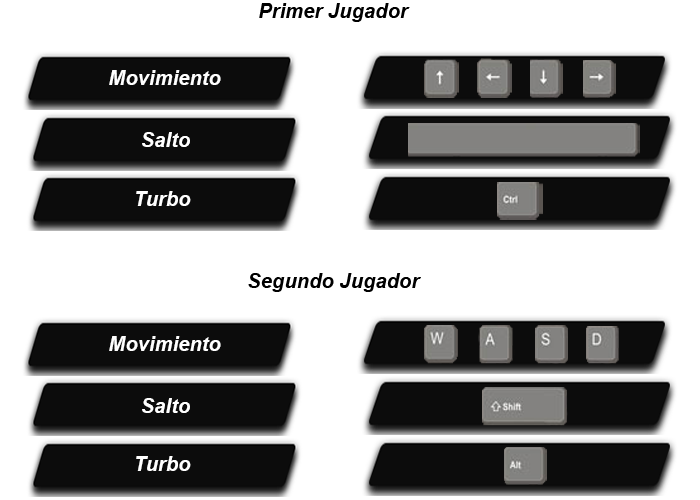 Primer Jugador
Movimiento ↑ ← ↓ →
Salto
Turbo Ctrl
Segundo Jugador
Movimiento W A S D
Salto ⇧ Shift
Turbo Alt